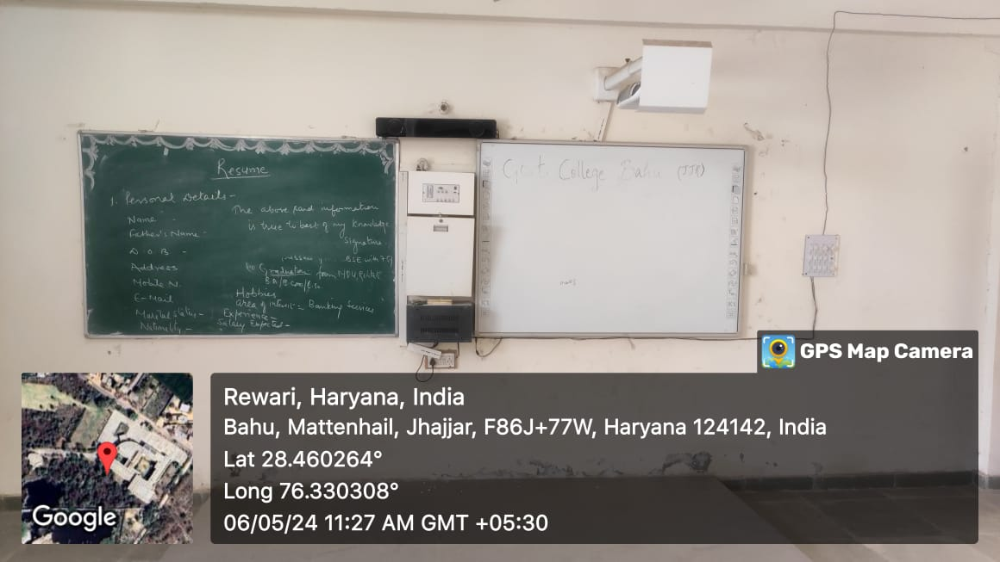 Resume
1. Personal Details -
Name -
Father's Name -
D.O.B -
Address
Mobile N.
E-Mail
Marital Status -
Nationality -
The above said information
is true to best of my knowledge
Signature
BSE with 75%
Graduation from MDU, Rohtak
B.A/B.com/B.Sc.
Hobbies
Area of interest = Banking Services
Experience -
Salary Expected -
Govt College Bahu (JJR)
GPS Map Camera
Google
Rewari, Haryana, India
Bahu, Mattenhail, Jhajjar, F86J+77W, Haryana 124142, India
Lat 28.460264°
Long 76.330308°
06/05/24 11:27 AM GMT +05:30